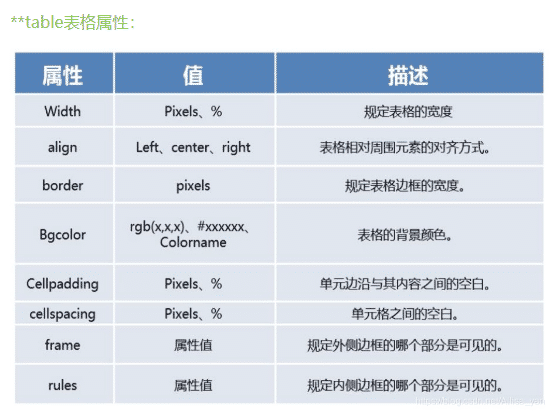 **table表格属性：
属性 值 描述
Width Pixels、% 规定表格的宽度
align Left、center、right 表格相对周围元素的对齐方式。
border pixels 规定表格边框的宽度。
Bgcolor rgb(x,x,x)、#xxxxxx、 表格的背景颜色。
Colorname
Cellpadding Pixels、% 单元边沿与其内容之间的空白。
cellspacing Pixels、% 单元格之间的空白。
frame 属性值 规定外侧边框的哪个部分是可见的。
rules 属性值 规定内侧边框的哪个部分是可见的。